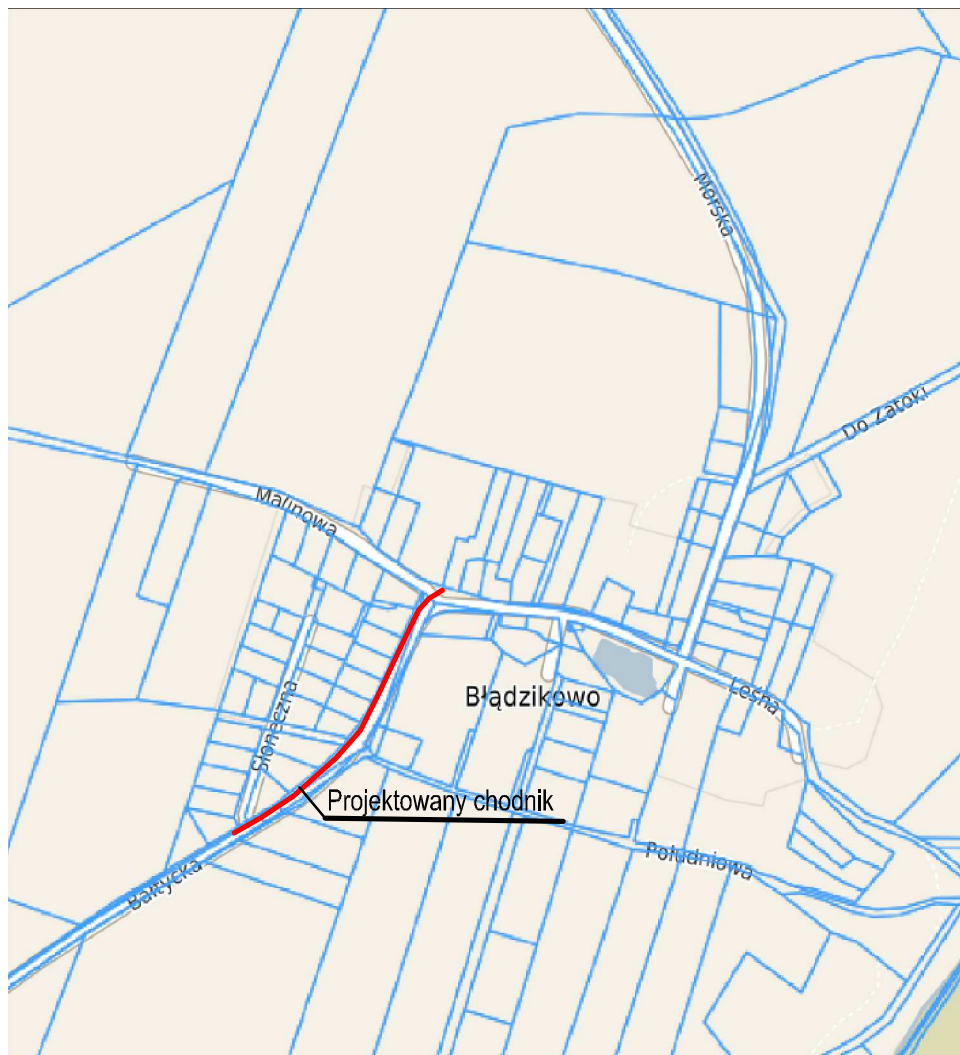 Morska
Do Zatoki
Malinowa
Leśna
Błądzikowo
Słoneczna
Projektowany chodnik
Południowa
Bałtycka